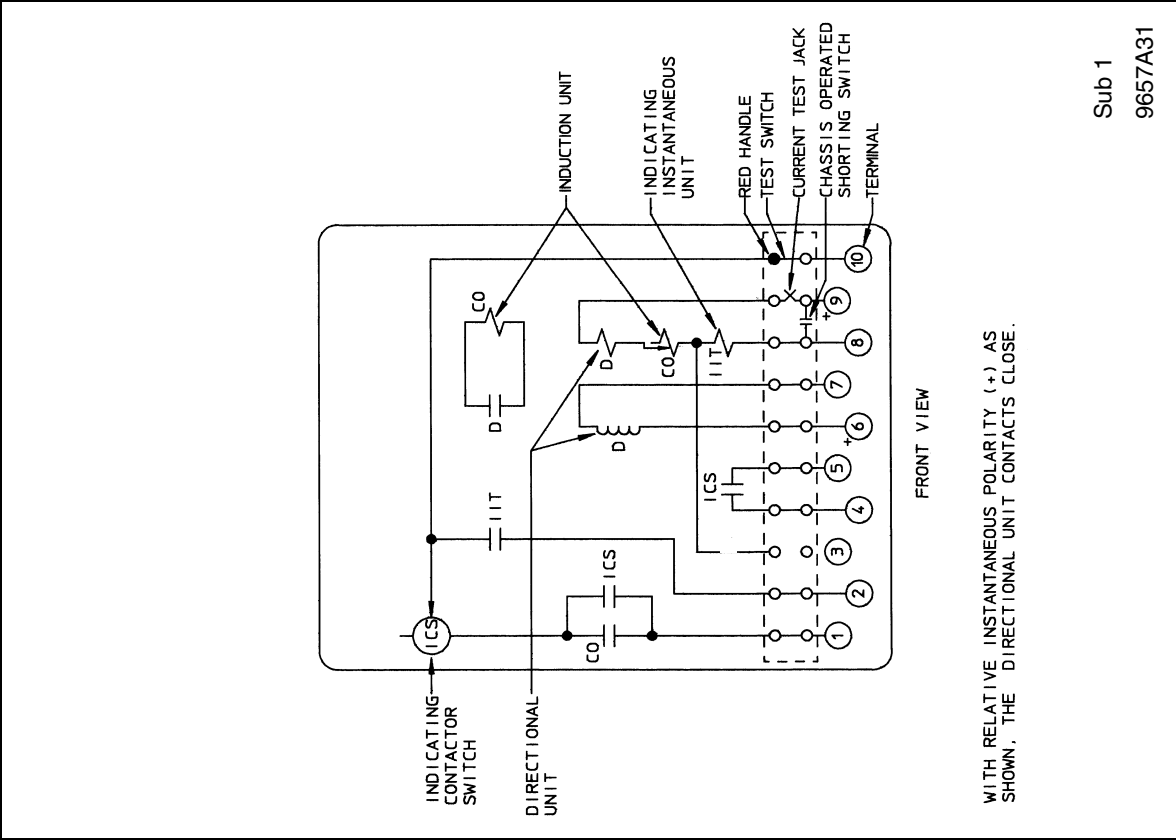 INDICATING
CONTACTOR
SWITCH
DIRECTIONAL
UNIT
INDUCTION UNIT
INDICATING
INSTANTANEOUS
UNIT
RED HANDLE
TEST SWITCH
CURRENT TEST JACK
CHASSIS OPERATED
SHORTING SWITCH
TERMINAL
ICS
IIT
D
CO
CO
ICS
D
D
CO
IIT
ICS
+
+
1
2
3
4
5
6
7
8
9
10
FRONT VIEW
WITH RELATIVE INSTANTANEOUS POLARITY (+) AS
SHOWN, THE DIRECTIONAL UNIT CONTACTS CLOSE.
Sub 1
9657A31